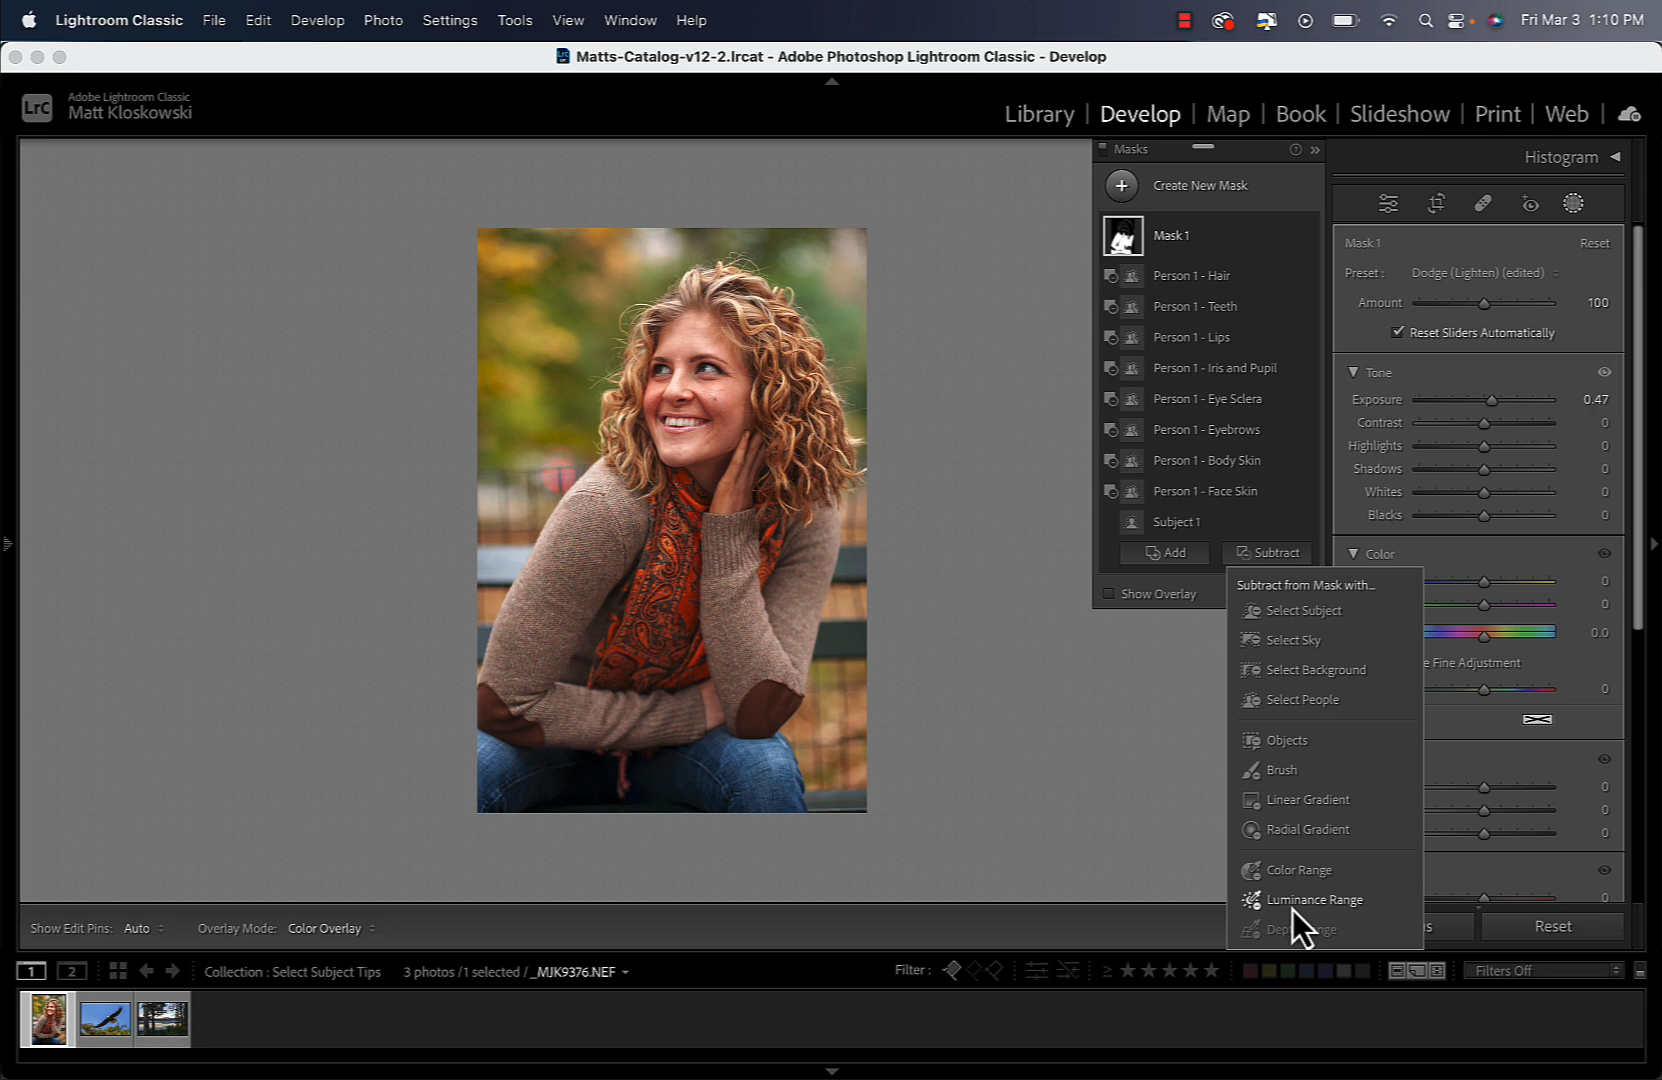 Lightroom Classic File Edit Develop Photo Settings Tools View Window Help Fri Mar 3 1:10 PM
Matts-Catalog-v12-2.lrcat - Adobe Photoshop Lightroom Classic - Develop
LrC
Adobe Lightroom Classic
Matt Kloskowski
Library | Develop | Map | Book | Slideshow | Print | Web
Masks
Create New Mask
Mask 1
Person 1 - Hair
Person 1 - Teeth
Person 1 - Lips
Person 1 - Iris and Pupil
Person 1 - Eye Sclera
Person 1 - Eyebrows
Person 1 - Body Skin
Person 1 - Face Skin
Subject 1
Add Subtract
Show Overlay
Subtract from Mask with...
Select Subject
Select Sky
Select Background
Select People
Objects
Brush
Linear Gradient
Radial Gradient
Color Range
Luminance Range
Histogram
Mask 1 Reset
Preset : Dodge (Lighten) (edited)
Amount 100
Reset Sliders Automatically
Tone
Exposure 0.47
Contrast 0
Highlights 0
Shadows 0
Whites 0
Blacks 0
Color
0
0
0.0
e Fine Adjustment
0
0
0
0
0
us Reset
Show Edit Pins: Auto Overlay Mode: Color Overlay
1 2 Collection : Select Subject Tips 3 photos /1 selected /_MJK9376.NEF Filter : ≥ ★★★★★ Filters Off